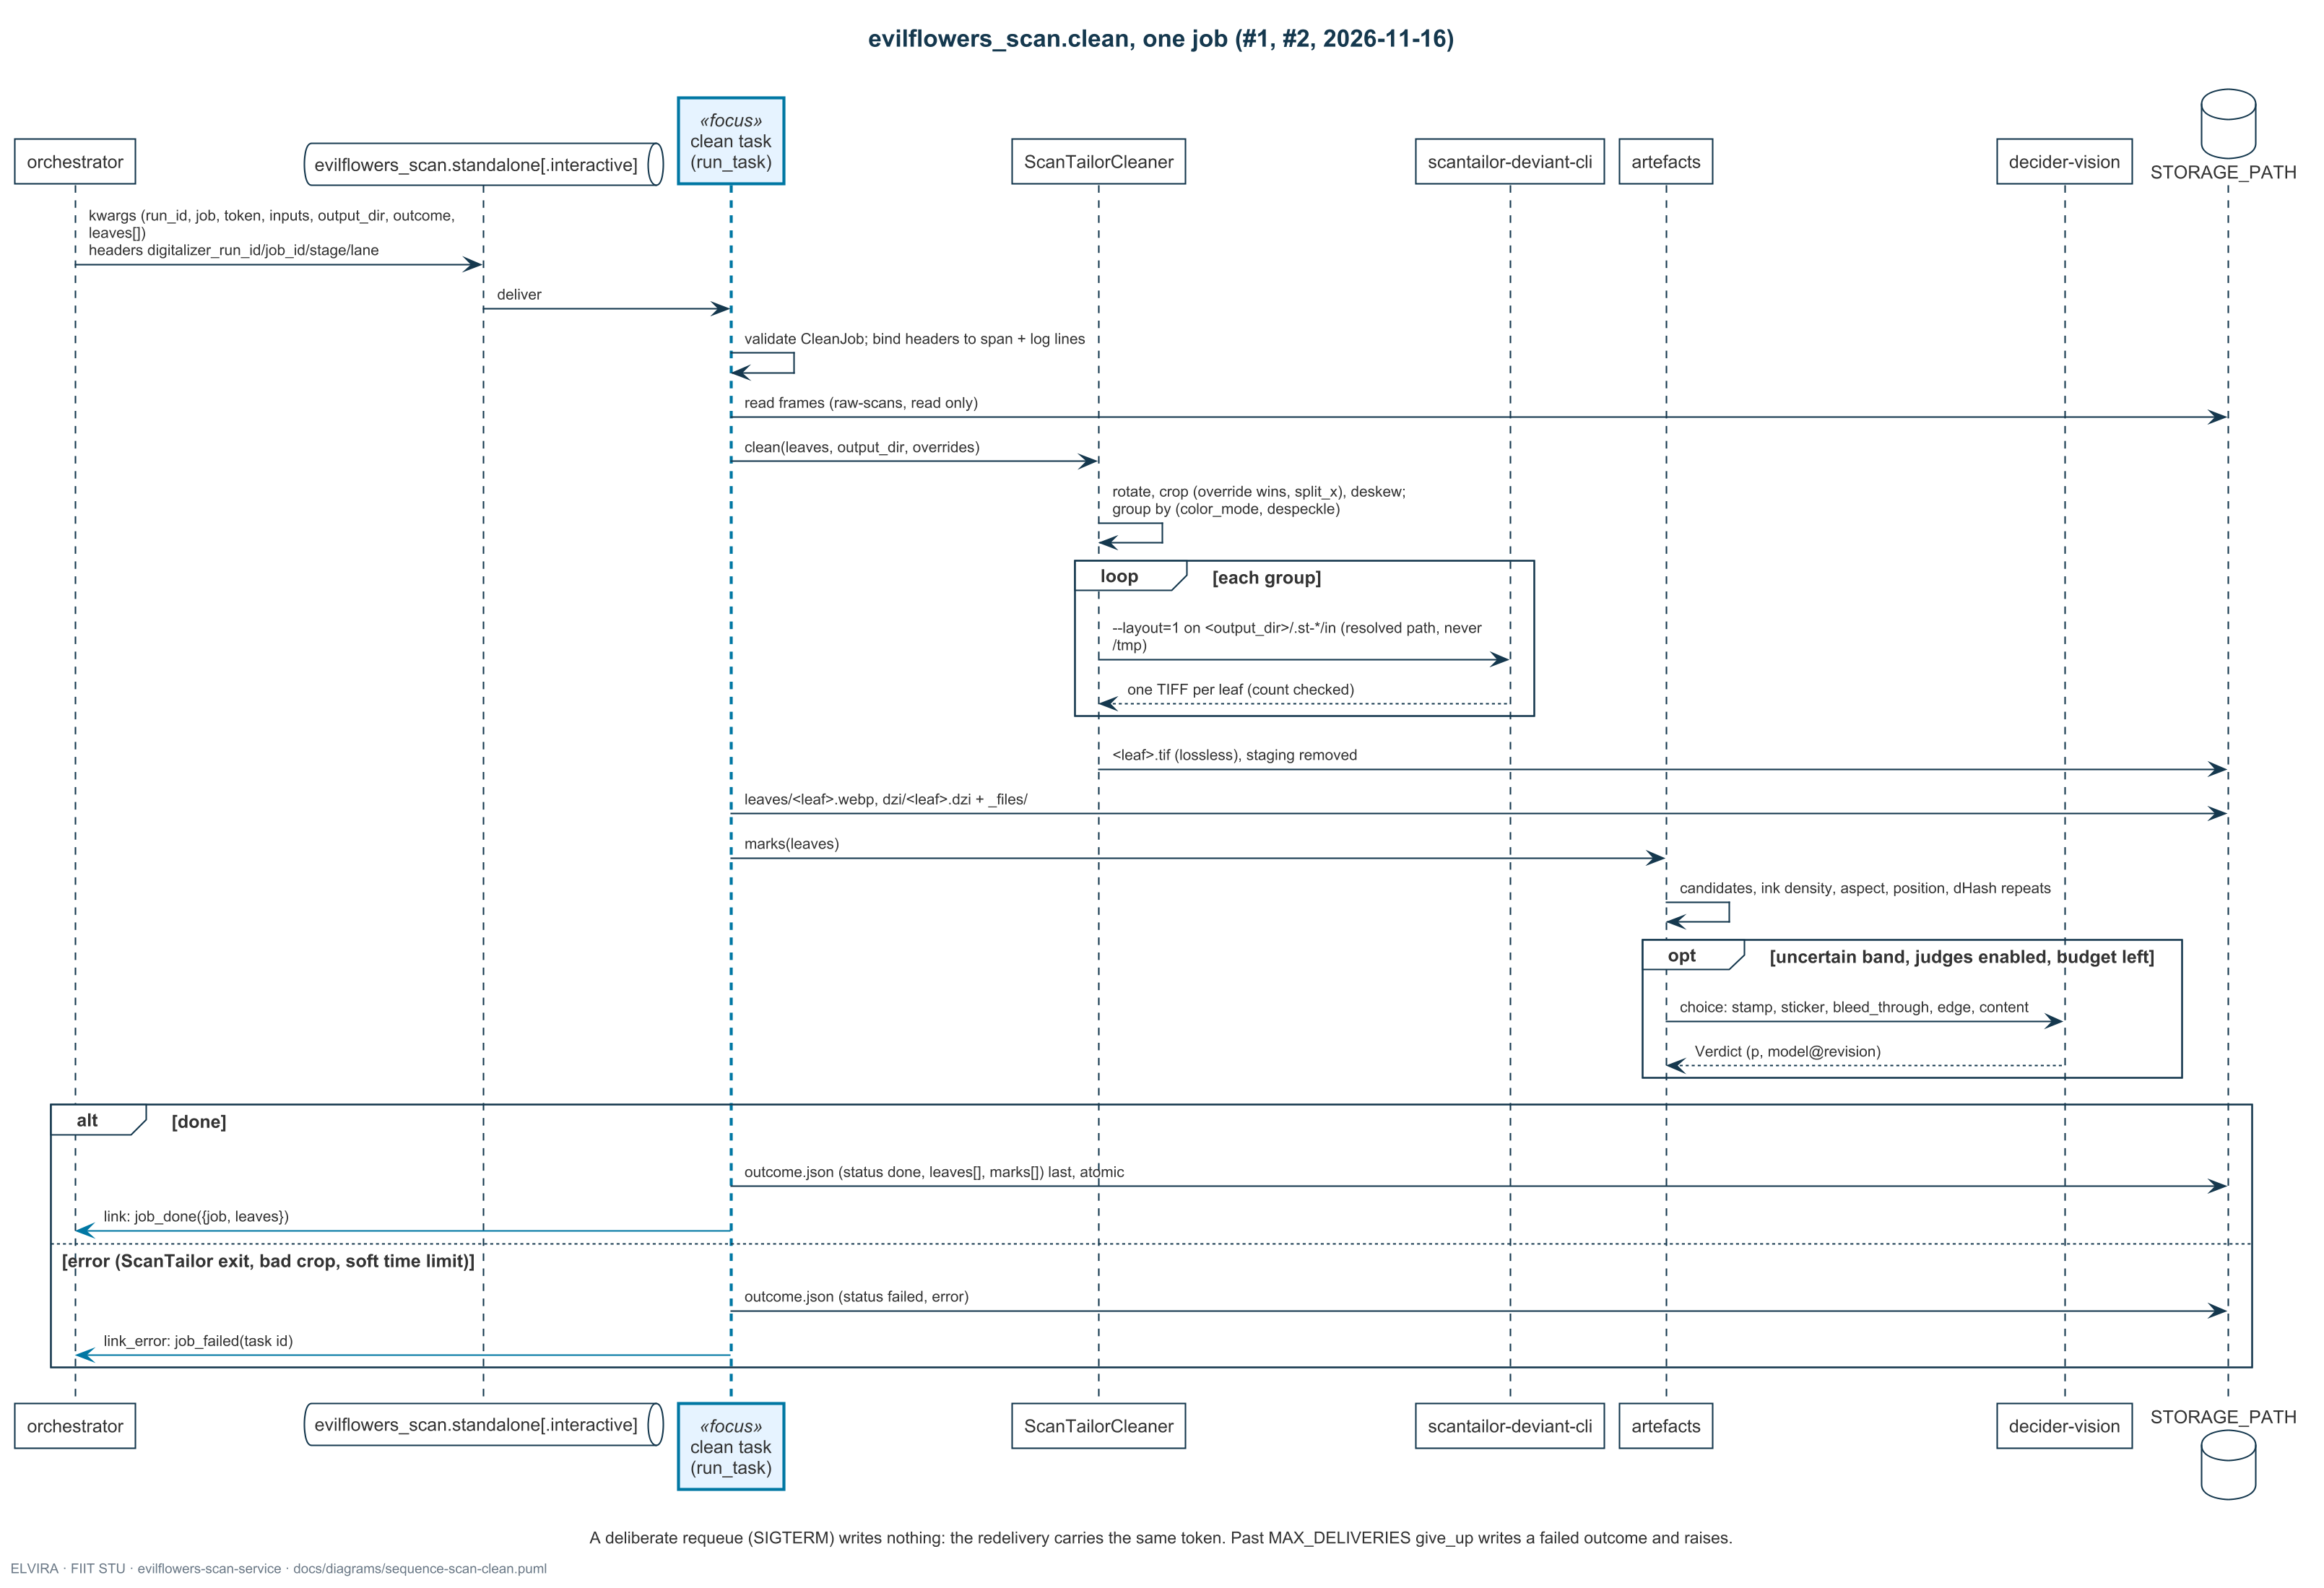 evilflowers_scan.clean, one job (#1, #2, 2026-11-16)
orchestrator
evilflowers_scan.standalone[.interactive]
«focus»
clean task
(run_task)
ScanTailorCleaner
scantailor-deviant-cli
artefacts
decider-vision
STORAGE_PATH
kwargs (run_id, job, token, inputs, output_dir, outcome,
leaves[])
headers digitalizer_run_id/job_id/stage/lane
deliver
validate CleanJob; bind headers to span + log lines
read frames (raw-scans, read only)
clean(leaves, output_dir, overrides)
rotate, crop (override wins, split_x), deskew;
group by (color_mode, despeckle)
loop [each group]
--layout=1 on <output_dir>/.st-*/in (resolved path, never
/tmp)
one TIFF per leaf (count checked)
<leaf>.tif (lossless), staging removed
leaves/<leaf>.webp, dzi/<leaf>.dzi + _files/
marks(leaves)
candidates, ink density, aspect, position, dHash repeats
opt [uncertain band, judges enabled, budget left]
choice: stamp, sticker, bleed_through, edge, content
Verdict (p, model@revision)
alt [done]
outcome.json (status done, leaves[], marks[]) last, atomic
link: job_done({job, leaves})
[error (ScanTailor exit, bad crop, soft time limit)]
outcome.json (status failed, error)
link_error: job_failed(task id)
orchestrator
evilflowers_scan.standalone[.interactive]
«focus»
clean task
(run_task)
ScanTailorCleaner
scantailor-deviant-cli
artefacts
decider-vision
STORAGE_PATH
A deliberate requeue (SIGTERM) writes nothing: the redelivery carries the same token. Past MAX_DELIVERIES give_up writes a failed outcome and raises.
ELVIRA · FIIT STU · evilflowers-scan-service · docs/diagrams/sequence-scan-clean.puml